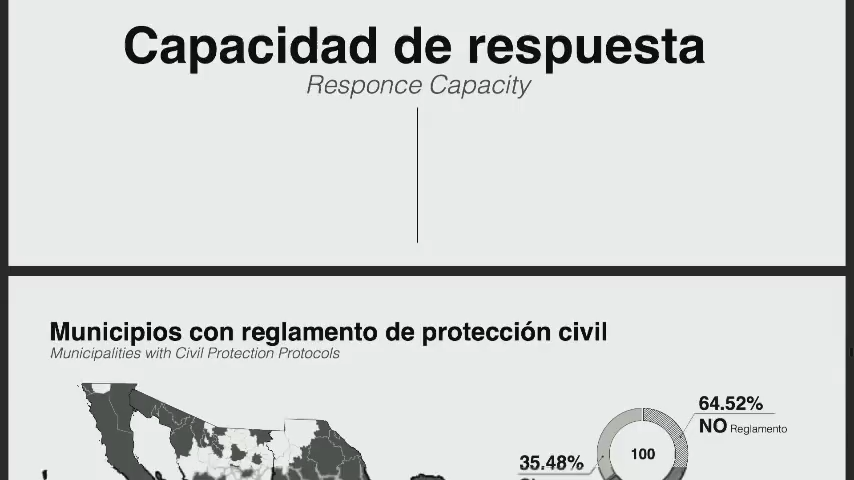 Capacidad de respuesta
Responce Capacity
Municipios con reglamento de protección civil
Municipalities with Civil Protection Protocols
64.52%
NO Reglamento
35.48%
100